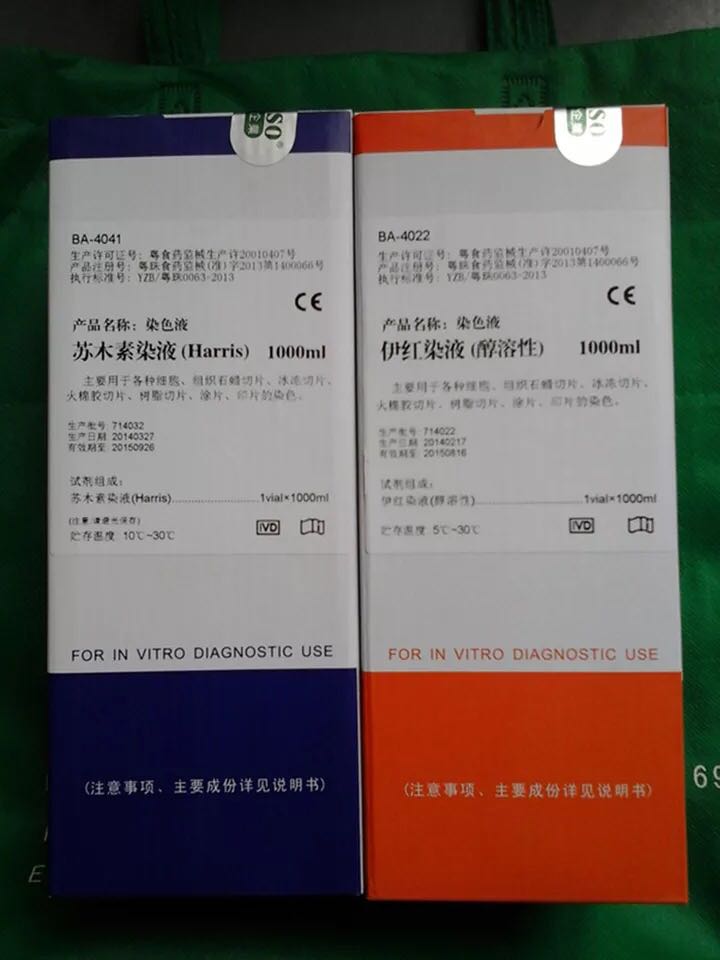 SO
企業
BA-4041
生产许可证号：粤食药监械生产许20010407号
产品注册号：粤珠食药监械(准)字2013第1400066号
执行标准号：YZB/粤珠0063-2013
CE
产品名称：染色液
苏木素染液(Harris) 1000ml
主要用于各种细胞、组织石蜡切片、冰冻切片、
火棉胶切片、树脂切片、涂片、印片的染色。
生产批号: 714032
生产日期: 20140327
有效期至: 20150926
试剂组成:
苏木素染液(Harris)........................1vial×1000ml
(注意:请避光保存)
贮存温度: 10℃~30℃
IVD
FOR IN VITRO DIAGNOSTIC USE
(注意事项、主要成份详见说明书)
SO
企業
BA-4022
生产许可证号：粤食药监械生产许20010407号
产品注册号：粤珠食药监械(准)字2013第1400066号
执行标准号：YZB/粤珠0063-2013
CE
产品名称：染色液
伊红染液(醇溶性) 1000ml
主要用于各种细胞、组织石蜡切片、冰冻切片、
火棉胶切片、树脂切片、涂片、印片的染色。
生产批号: 714022
生产日期: 20140217
有效期至: 20150816
试剂组成:
伊红染液(醇溶性)........................1vial×1000ml
贮存温度: 5℃~30℃
IVD
FOR IN VITRO DIAGNOSTIC USE
(注意事项、主要成份详见说明书)
69
E